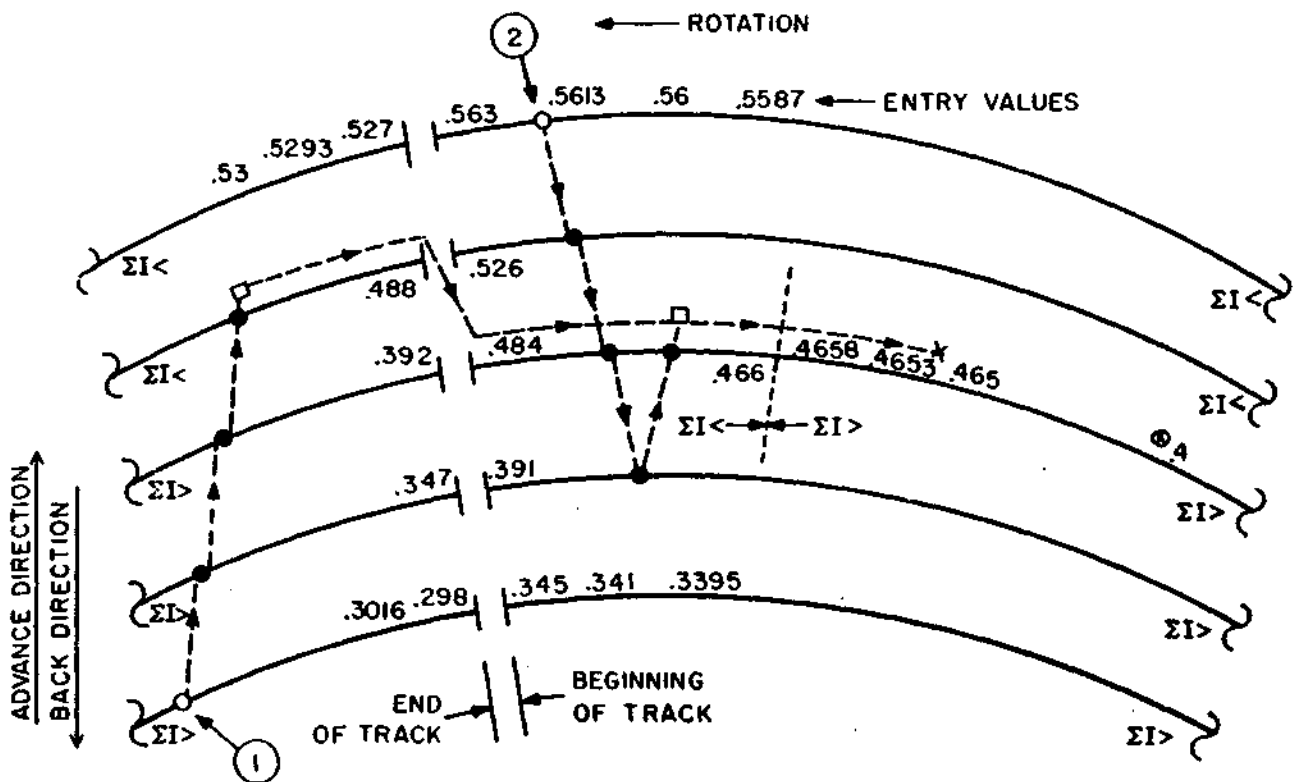 2
ROTATION
.53 .5293 .527 .563 .5613 .56 .5587 ENTRY VALUES
ΣI< ΣI<
.488 .526
ΣI< ΣI<
.392 .484 .466 .4658 .4653 .465
ΣI< ΣI>
⊗.4
ΣI> ΣI>
.347 .391
ΣI> ΣI>
.3016 .298 .345 .341 .3395
ΣI> ΣI>
ADVANCE DIRECTION
BACK DIRECTION
END OF TRACK
BEGINNING OF TRACK
1